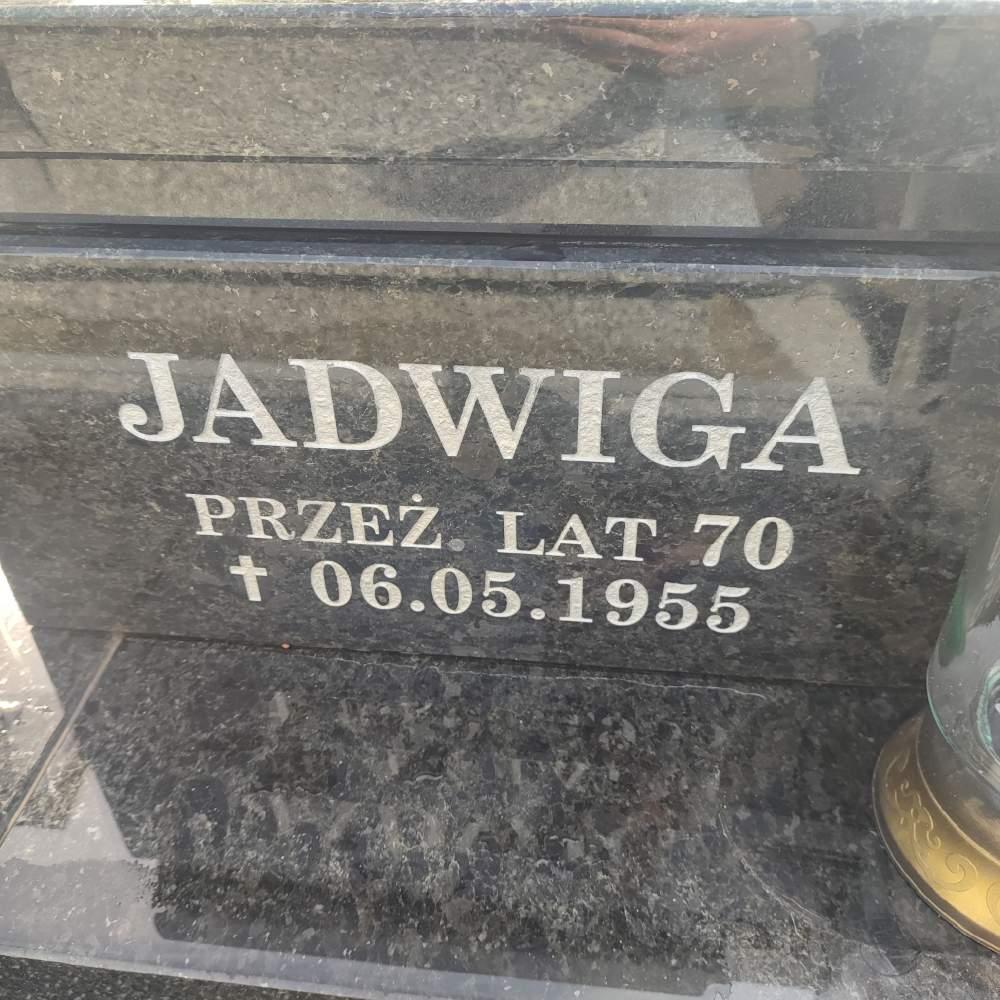 JADWIGA
PRZEŻ. LAT 70
✝ 06.05.1955